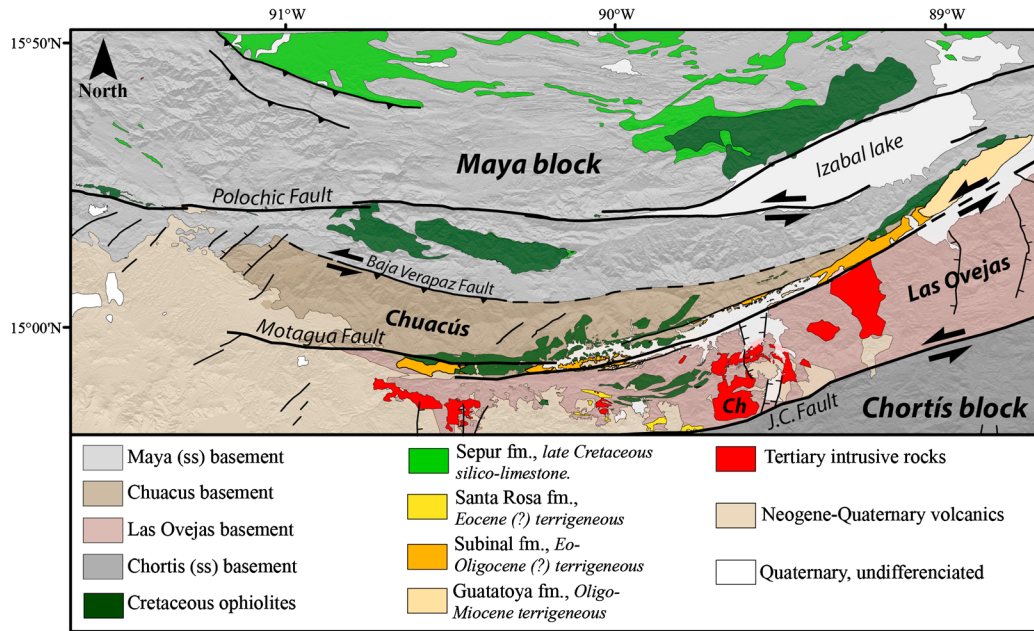 91°W
90°W
89°W
15°50'N
North
Maya block
Izabal lake
Polochic Fault
Baja Verapaz Fault
Las Ovejas
15°00'N
Chuacús
Motagua Fault
Ch
J.C. Fault
Chortís block
Maya (ss) basement
Chuacus basement
Las Ovejas basement
Chortis (ss) basement
Cretaceous ophiolites
Sepur fm., late Cretaceous
silico-limestone.
Santa Rosa fm.,
Eocene (?) terrigeneous
Subinal fm., Eo-
Oligocene (?) terrigeneous
Guatatoya fm., Oligo-
Miocene terrigeneous
Tertiary intrusive rocks
Neogene-Quaternary volcanics
Quaternary, undifferenciated